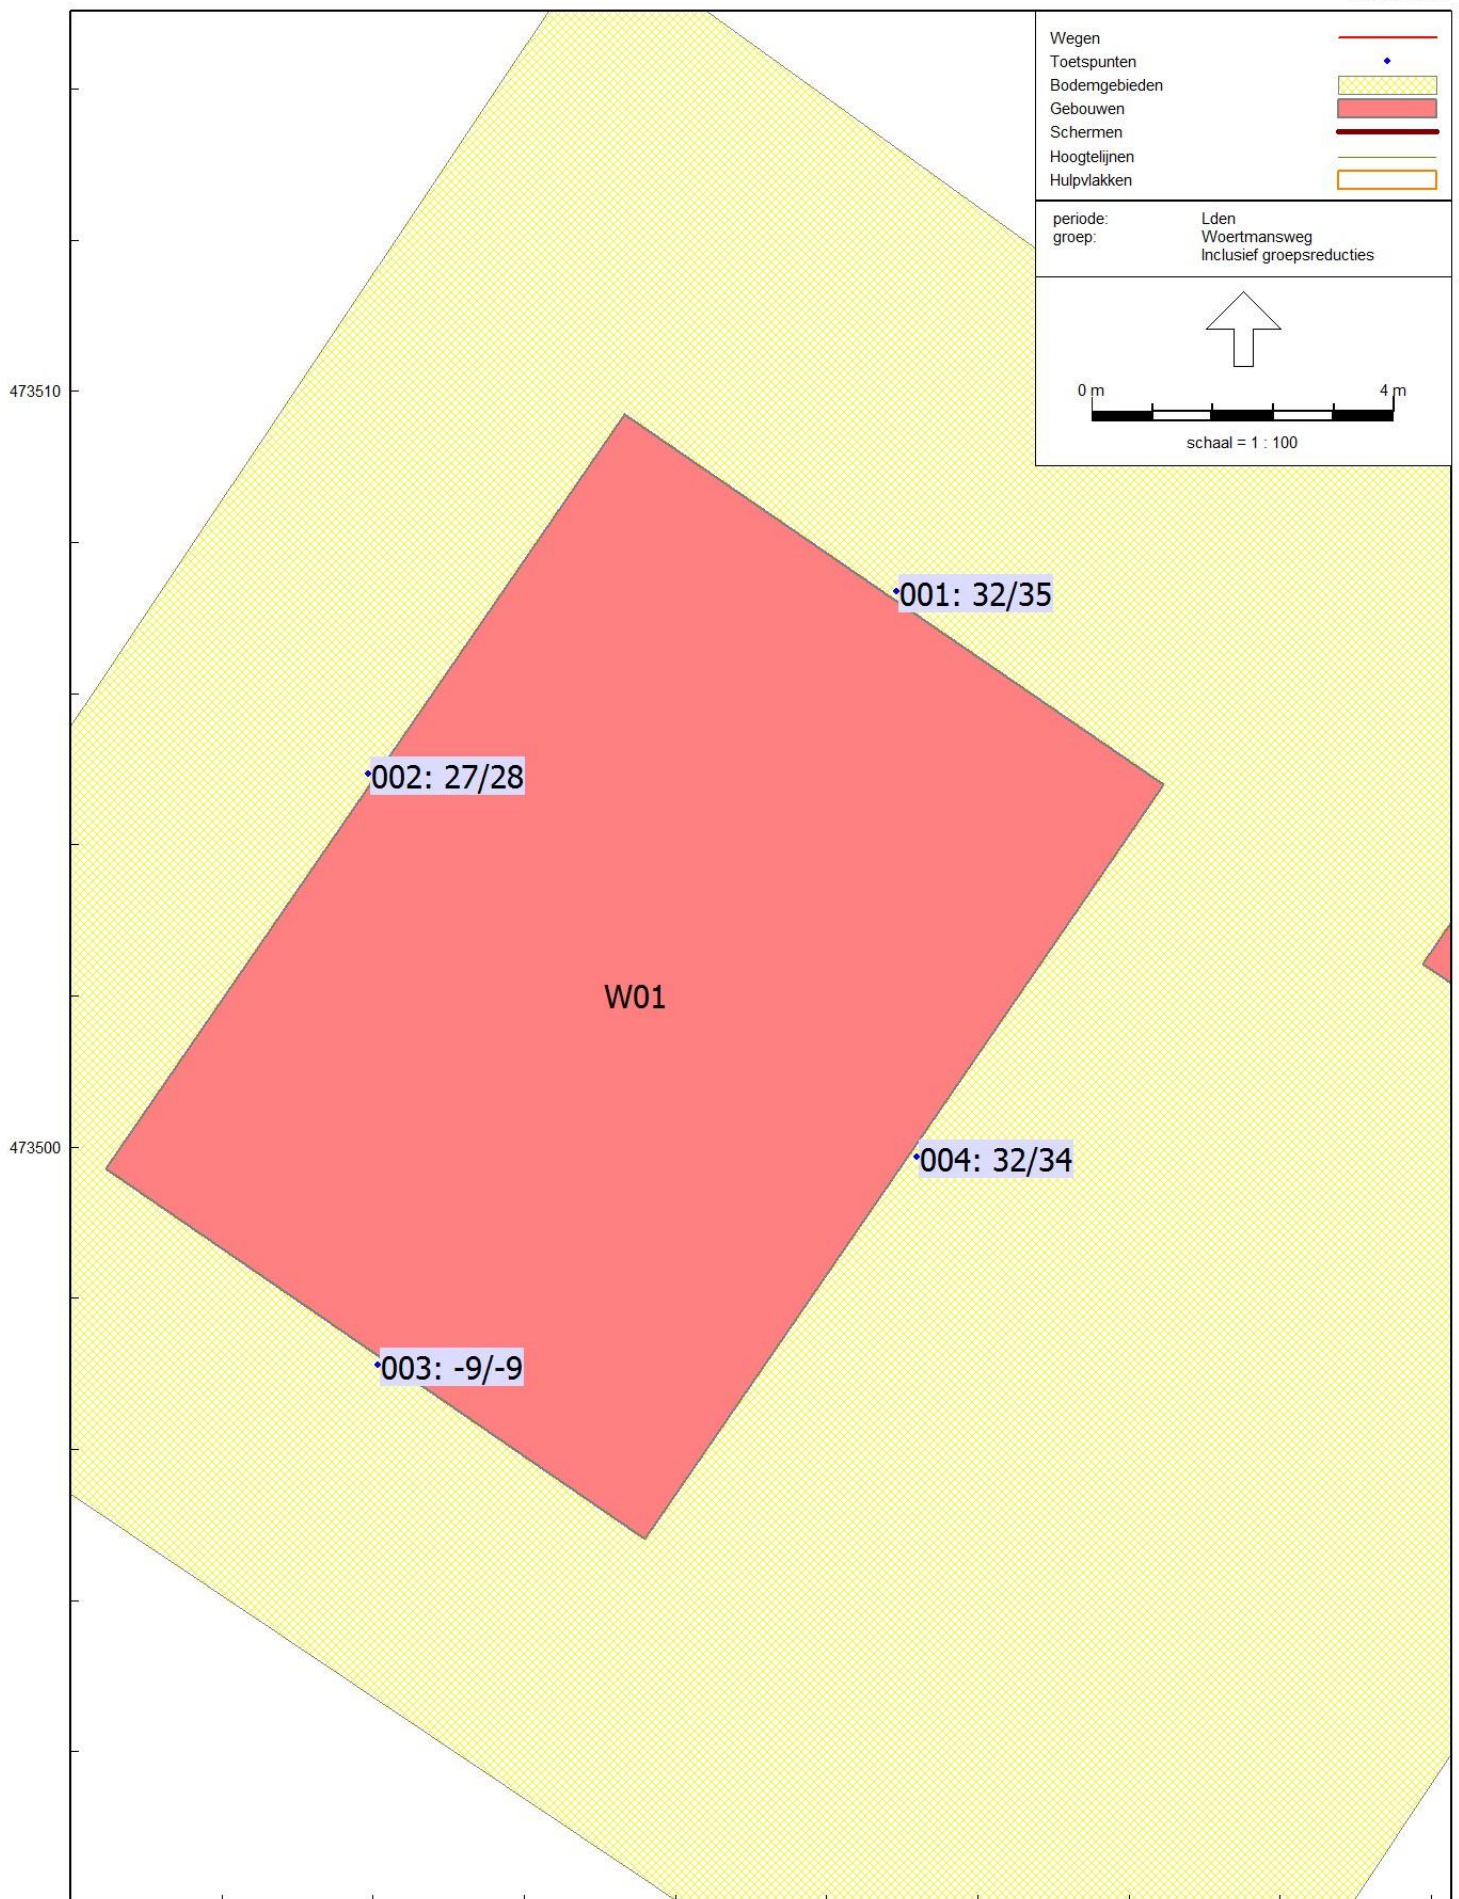 Wegen
Toetspunten
Bodemgebieden
Gebouwen
Schermen
Hoogtelijnen
Hulpvlakken
periode: Lden
groep: Woertmansweg
Inclusief groepsreducties
0 m 4 m
schaal = 1 : 100
473510
001: 32/35
002: 27/28
W01
473500
004: 32/34
003: -9/-9